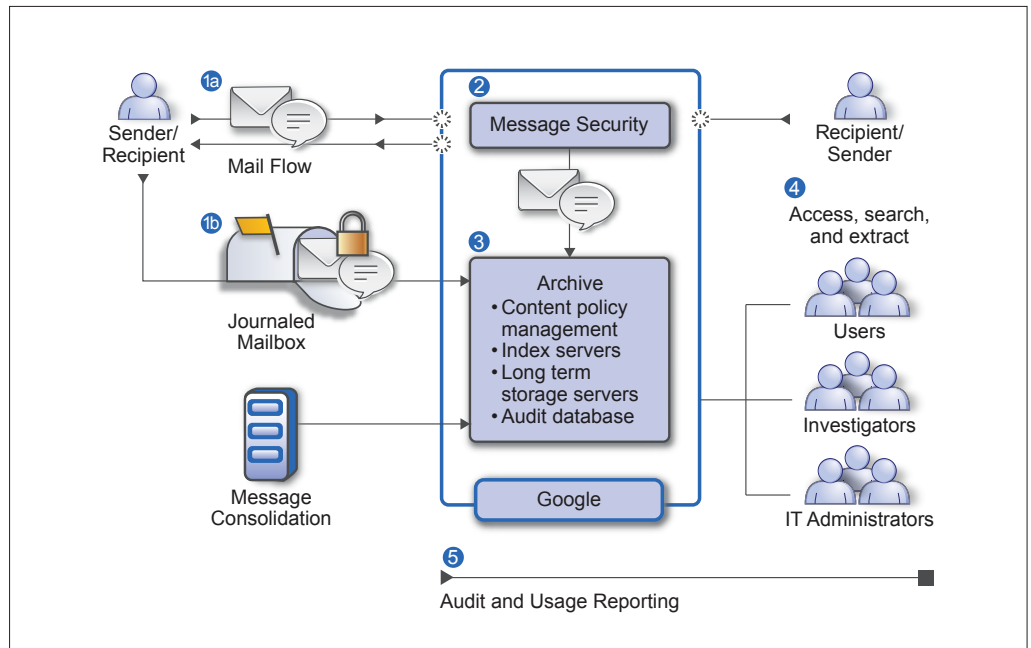 1a
Sender/
Recipient
Mail Flow
2
Message Security
Recipient/
Sender
1b
Journaled
Mailbox
3
Archive
• Content policy
management
• Index servers
• Long term
storage servers
• Audit database
4
Access, search,
and extract
Users
Investigators
IT Administrators
Message
Consolidation
Google
5
Audit and Usage Reporting